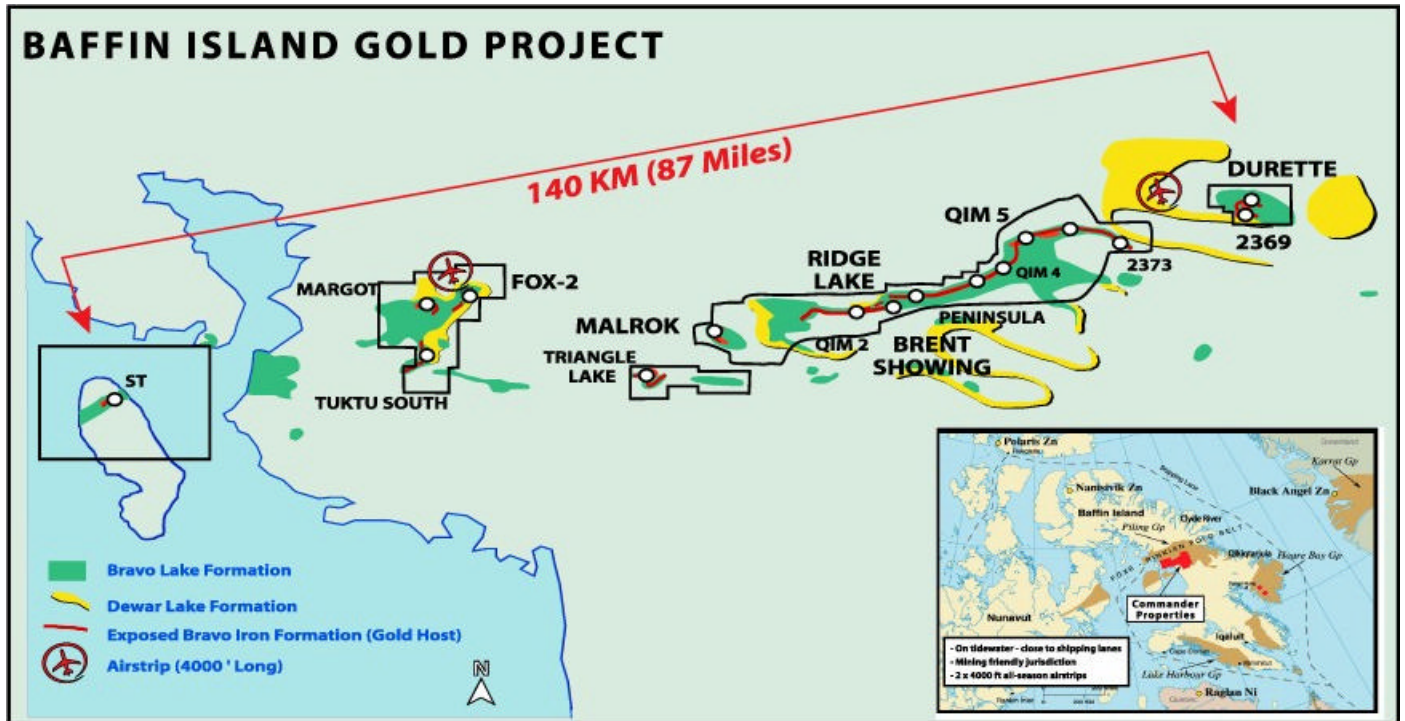 BAFFIN ISLAND GOLD PROJECT
140 KM (87 Miles)
DURETTE
2369
QIM 5
QIM 4
2373
RIDGE
LAKE
PENINSULA
QIM 2
BRENT
SHOWING
MALROK
TRIANGLE
LAKE
MARGOT
FOX-2
TUKTU SOUTH
ST
Bravo Lake Formation
Dewar Lake Formation
Exposed Bravo Iron Formation (Gold Host)
Airstrip (4000 ' Long)
N
Polaris Zn
Nanisivik Zn
Baffin Island
Piling Gp
Clyde River
Shipping Lane
Karrat Gp
Black Angel Zn
Hoare Bay Gp
Commander
Properties
Nunavut
Iqaluit
Cape Dorset
Lake Harbour Gp
Raglan Ni
- On tidewater - close to shipping lanes
- Mining friendly jurisdiction
- 2 x 4000 ft all-season airstrips